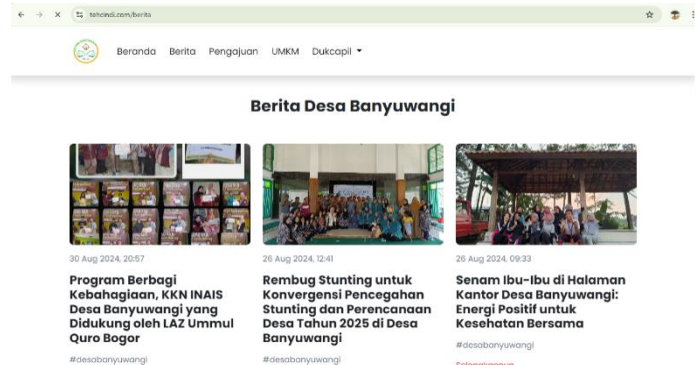 tehcindi.com/berita
Beranda Berita Pengajuan UMKM Dukcapil
Berita Desa Banyuwangi
30 Aug 2024, 20:57
Program Berbagi
Kebahagiaan, KKN INAIS
Desa Banyuwangi yang
Didukung oleh LAZ Ummul
Quro Bogor
#desabanyuwangi
26 Aug 2024, 12:41
Rembug Stunting untuk
Konvergensi Pencegahan
Stunting dan Perencanaan
Desa Tahun 2025 di Desa
Banyuwangi
#desabanyuwangi
26 Aug 2024, 09:33
Senam Ibu-Ibu di Halaman
Kantor Desa Banyuwangi:
Energi Positif untuk
Kesehatan Bersama
#desabanyuwangi